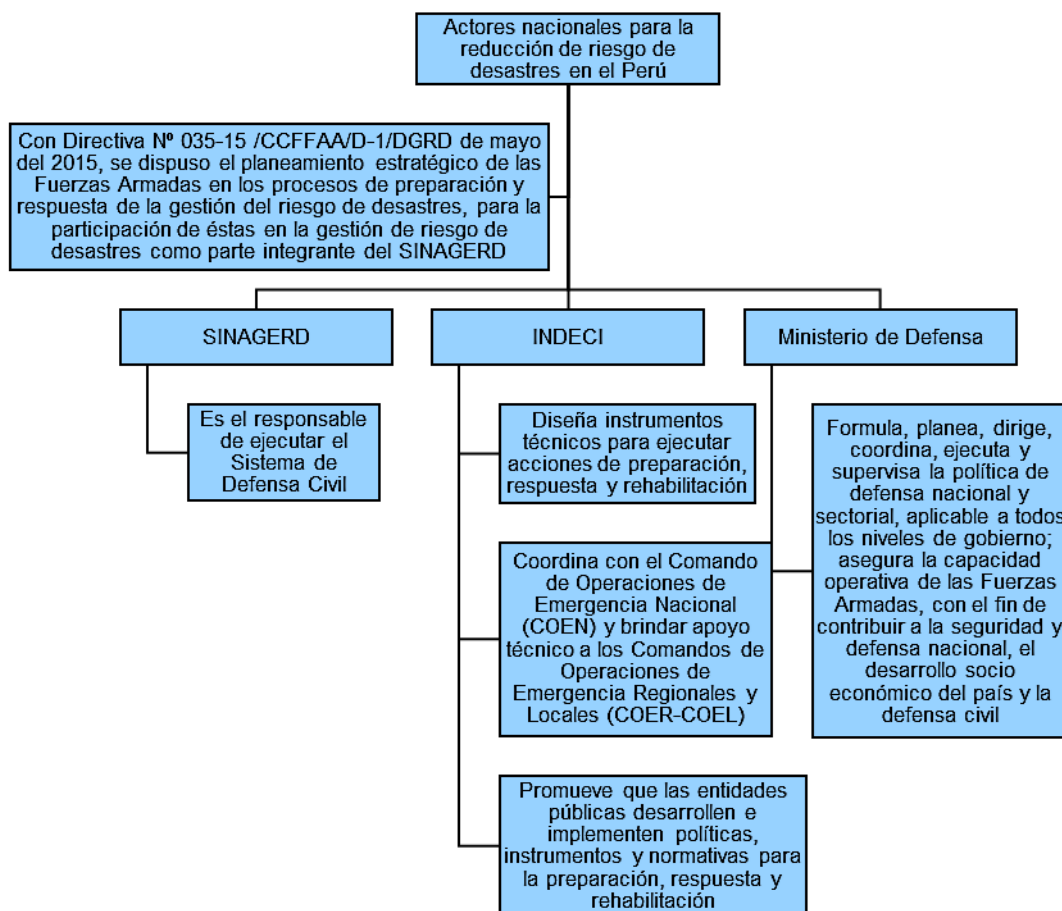 Actores nacionales para la
reducción de riesgo de
desastres en el Perú
Con Directiva Nº 035-15 /CCFFAA/D-1/DGRD de mayo
del 2015, se dispuso el planeamiento estratégico de las
Fuerzas Armadas en los procesos de preparación y
respuesta de la gestión del riesgo de desastres, para la
participación de éstas en la gestión de riesgo de
desastres como parte integrante del SINAGERD
SINAGERD
Es el responsable
de ejecutar el
Sistema de
Defensa Civil
INDECI
Diseña instrumentos
técnicos para ejecutar
acciones de preparación,
respuesta y rehabilitación
Coordina con el Comando
de Operaciones de
Emergencia Nacional
(COEN) y brindar apoyo
técnico a los Comandos de
Operaciones de
Emergencia Regionales y
Locales (COER-COEL)
Promueve que las entidades
públicas desarrollen e
implementen políticas,
instrumentos y normativas para
la preparación, respuesta y
rehabilitación
Ministerio de Defensa
Formula, planea, dirige,
coordina, ejecuta y
supervisa la política de
defensa nacional y
sectorial, aplicable a todos
los niveles de gobierno;
asegura la capacidad
operativa de las Fuerzas
Armadas, con el fin de
contribuir a la seguridad y
defensa nacional, el
desarrollo socio
económico del país y la
defensa civil